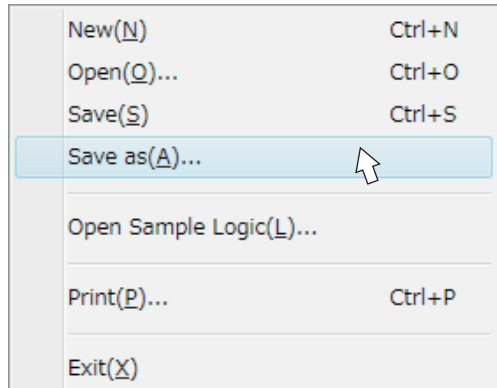 New(N) Ctrl+N
Open(O)... Ctrl+O
Save(S) Ctrl+S
Save as(A)...
Open Sample Logic(L)...
Print(P)... Ctrl+P
Exit(X)